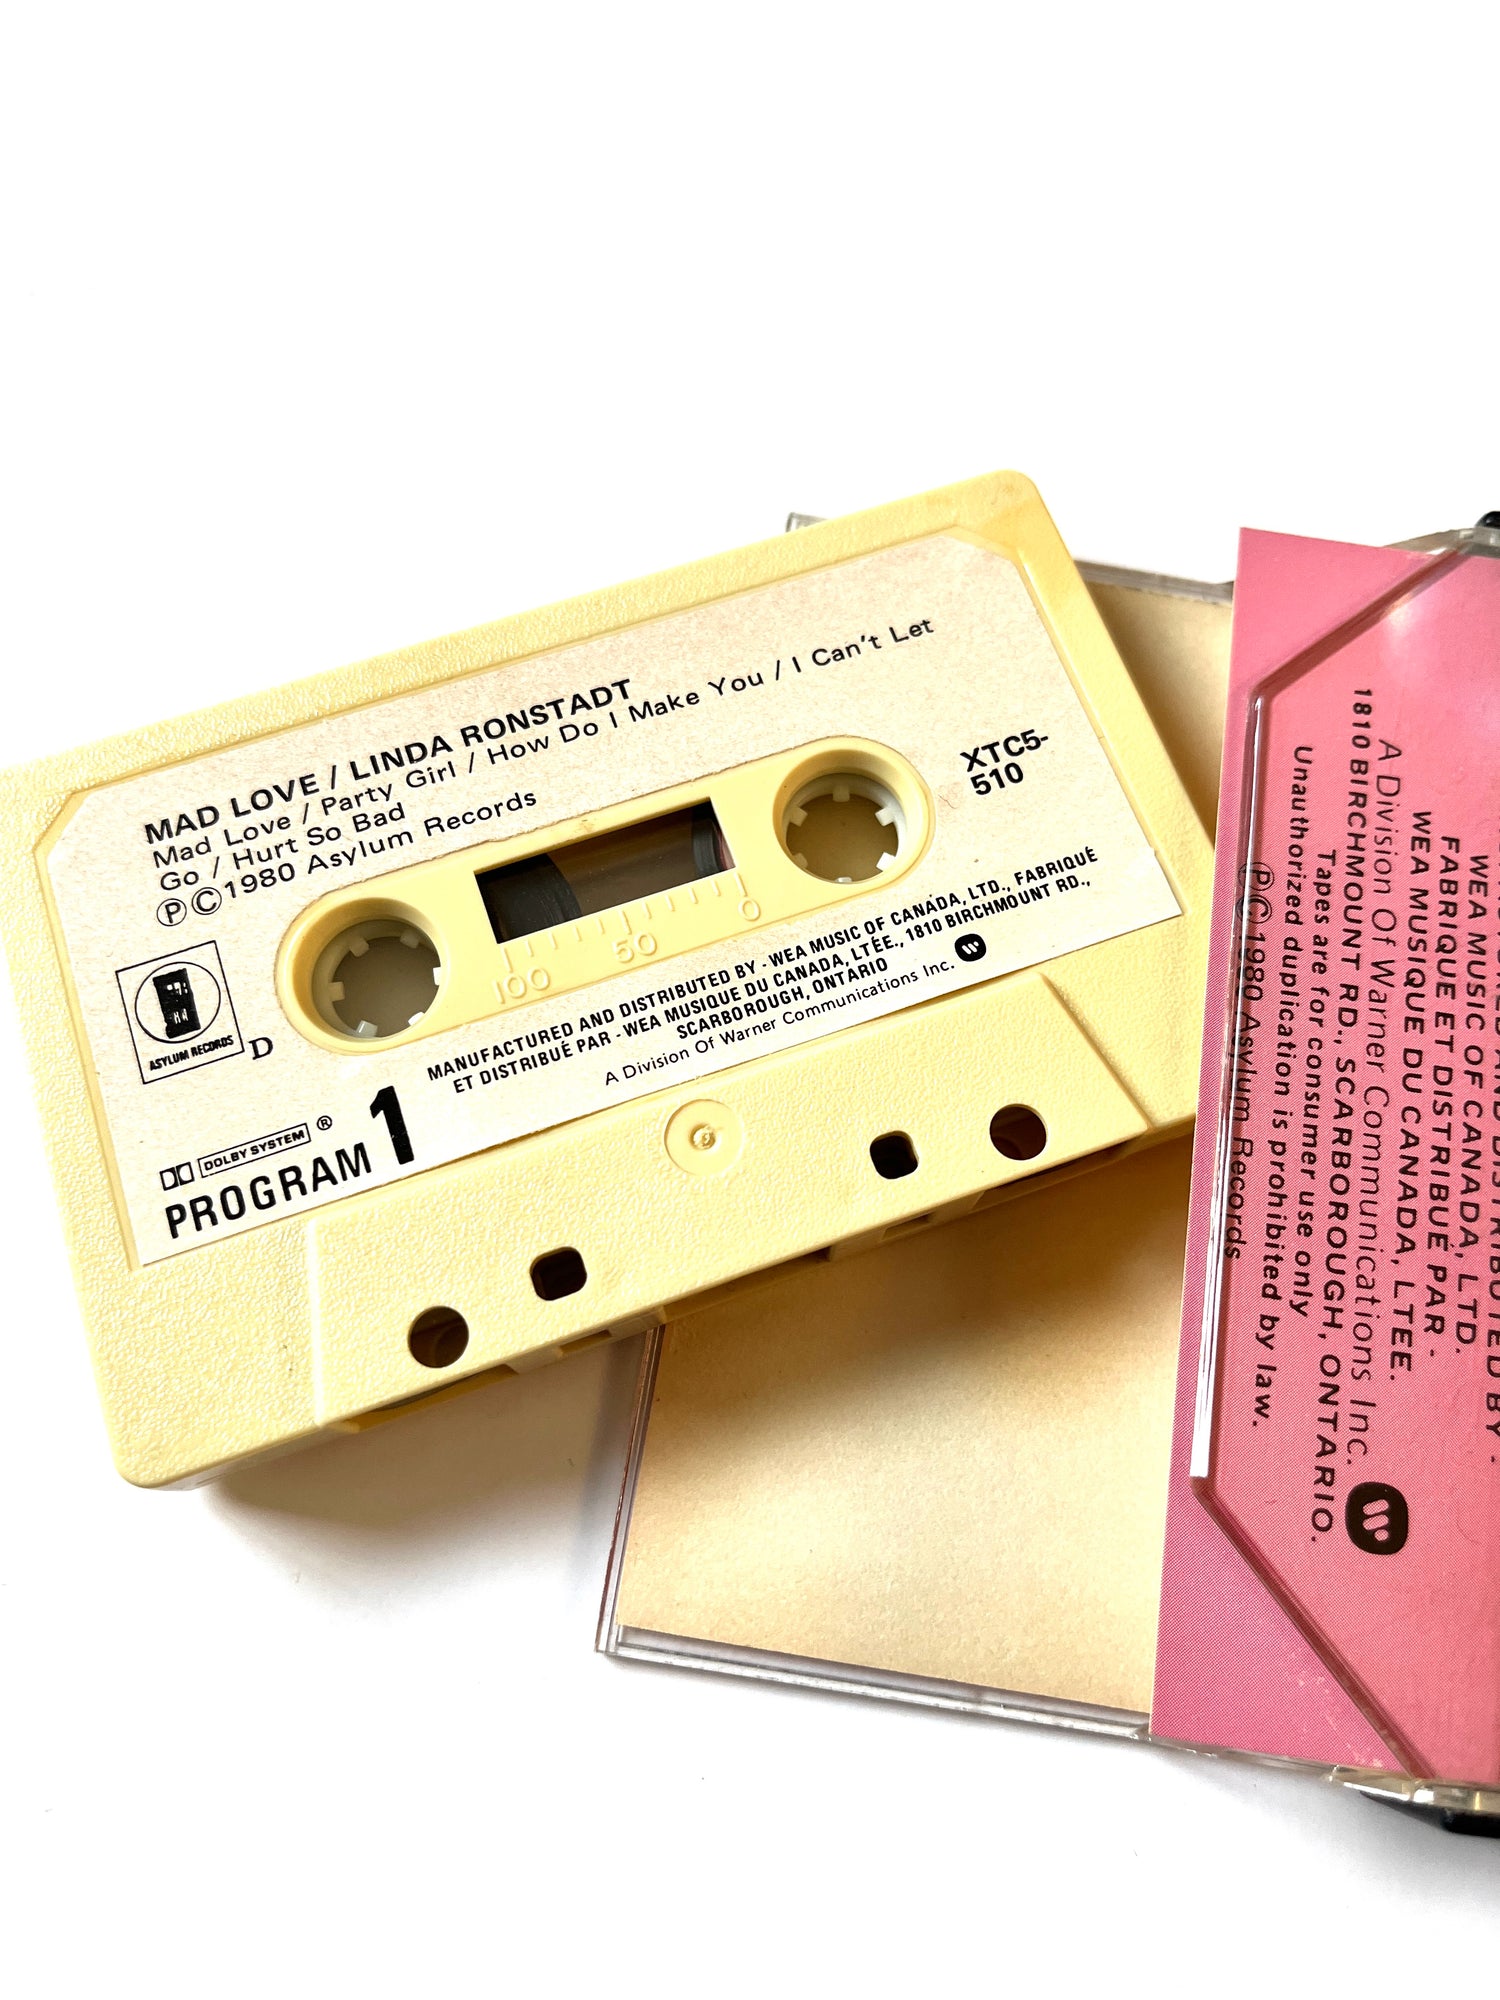 MAD LOVE / LINDA RONSTADT
Mad Love / Party Girl / How Do I Make You / I Can't Let
Go / Hurt So Bad
Ⓟ©1980 Asylum Records
XTC5-
510
ASYLUM RECORDS
D
100
50
0
MANUFACTURED AND DISTRIBUTED BY - WEA MUSIC OF CANADA, LTD., FABRIQUÉ
ET DISTRIBUÉ PAR - WEA MUSIQUE DU CANADA, LTÉE., 1810 BIRCHMOUNT RD.,
SCARBOROUGH, ONTARIO
A Division Of Warner Communications Inc.
DOLBY SYSTEM ®
PROGRAM 1
AND DISTRIBUTED BY -
WEA MUSIC OF CANADA, LTD.
FABRIQUE ET DISTRIBUÉ PAR -
WEA MUSIQUE DU CANADA, LTEE.
A Division Of Warner Communications Inc.
1810 BIRCHMOUNT RD., SCARBOROUGH, ONTARIO.
Tapes are for consumer use only
Unauthorized duplication is prohibited by law.
Ⓟ©1980 Asylum Records